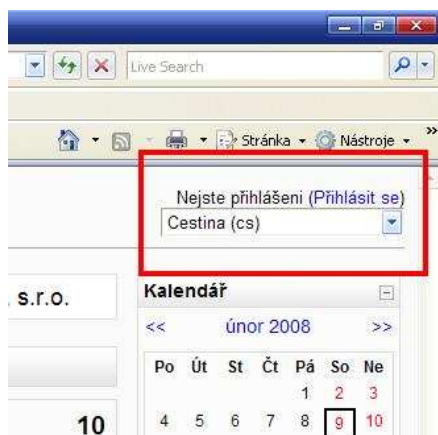 Live Search
Stránka
Nástroje
»
Nejste přihlášeni (Přihlásit se)
Cestina (cs)
s.r.o.
Kalendář
<< únor 2008 >>
Po Út St Čt Pá So Ne
1 2 3
10
4 5 6 7 8 9 10